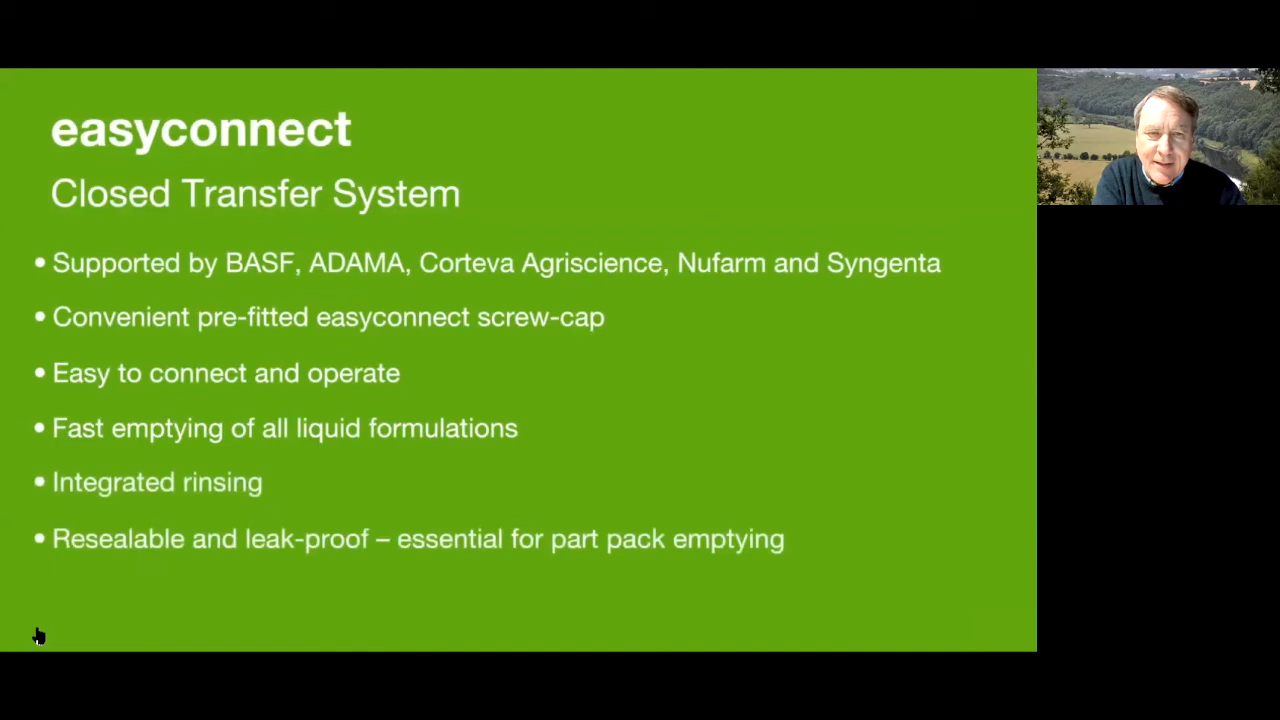 easyconnect
Closed Transfer System
• Supported by BASF, ADAMA, Corteva Agriscience, Nufarm and Syngenta
• Convenient pre-fitted easyconnect screw-cap
• Easy to connect and operate
• Fast emptying of all liquid formulations
• Integrated rinsing
• Resealable and leak-proof – essential for part pack emptying